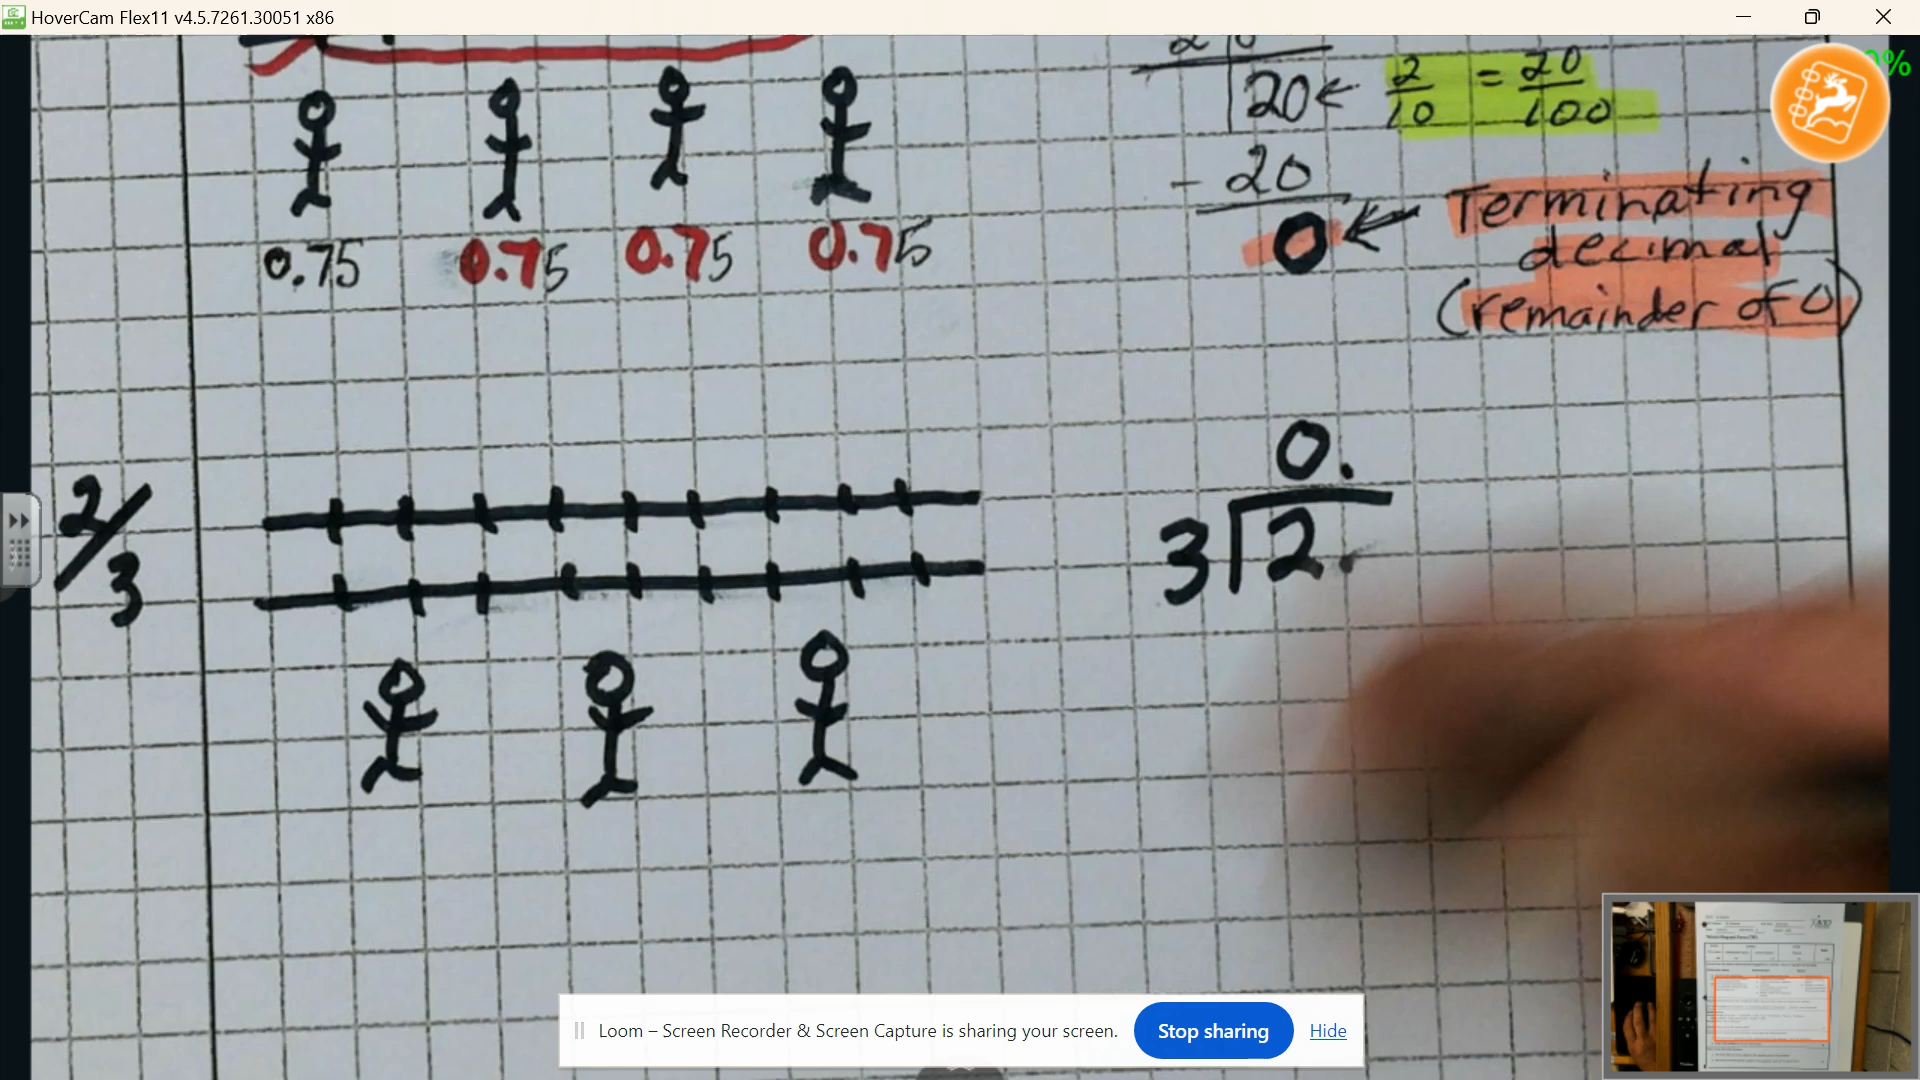 HoverCam Flex11 v4.5.7261.30051 x86
20 ← 2/10 = 20/100
- 20
0 ← Terminating
decimal
(remainder of 0)
0.75 0.75 0.75 0.75
0.
2/3
3 2.
Loom – Screen Recorder & Screen Capture is sharing your screen. Stop sharing Hide